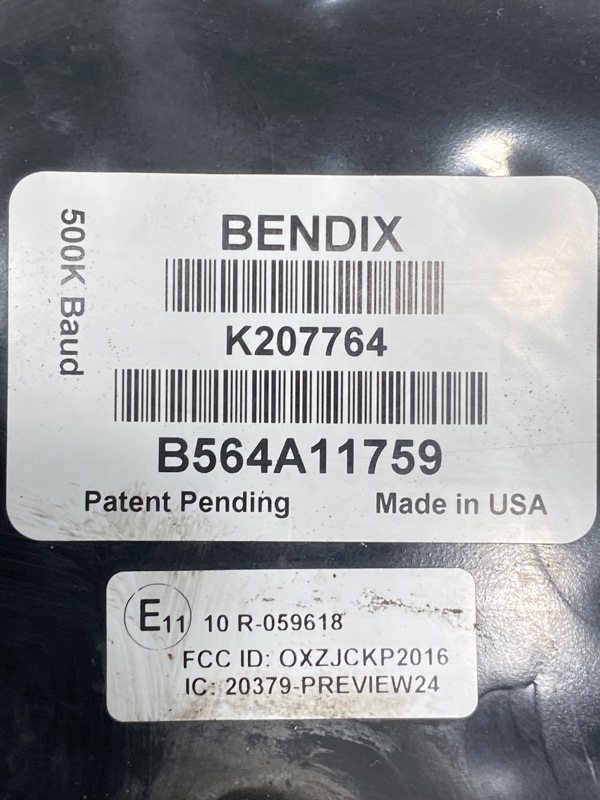 500K Baud
BENDIX
K207764
B564A11759
Patent Pending Made in USA
E11 10 R-059618
FCC ID: OXZJCKP2016
IC: 20379-PREVIEW24